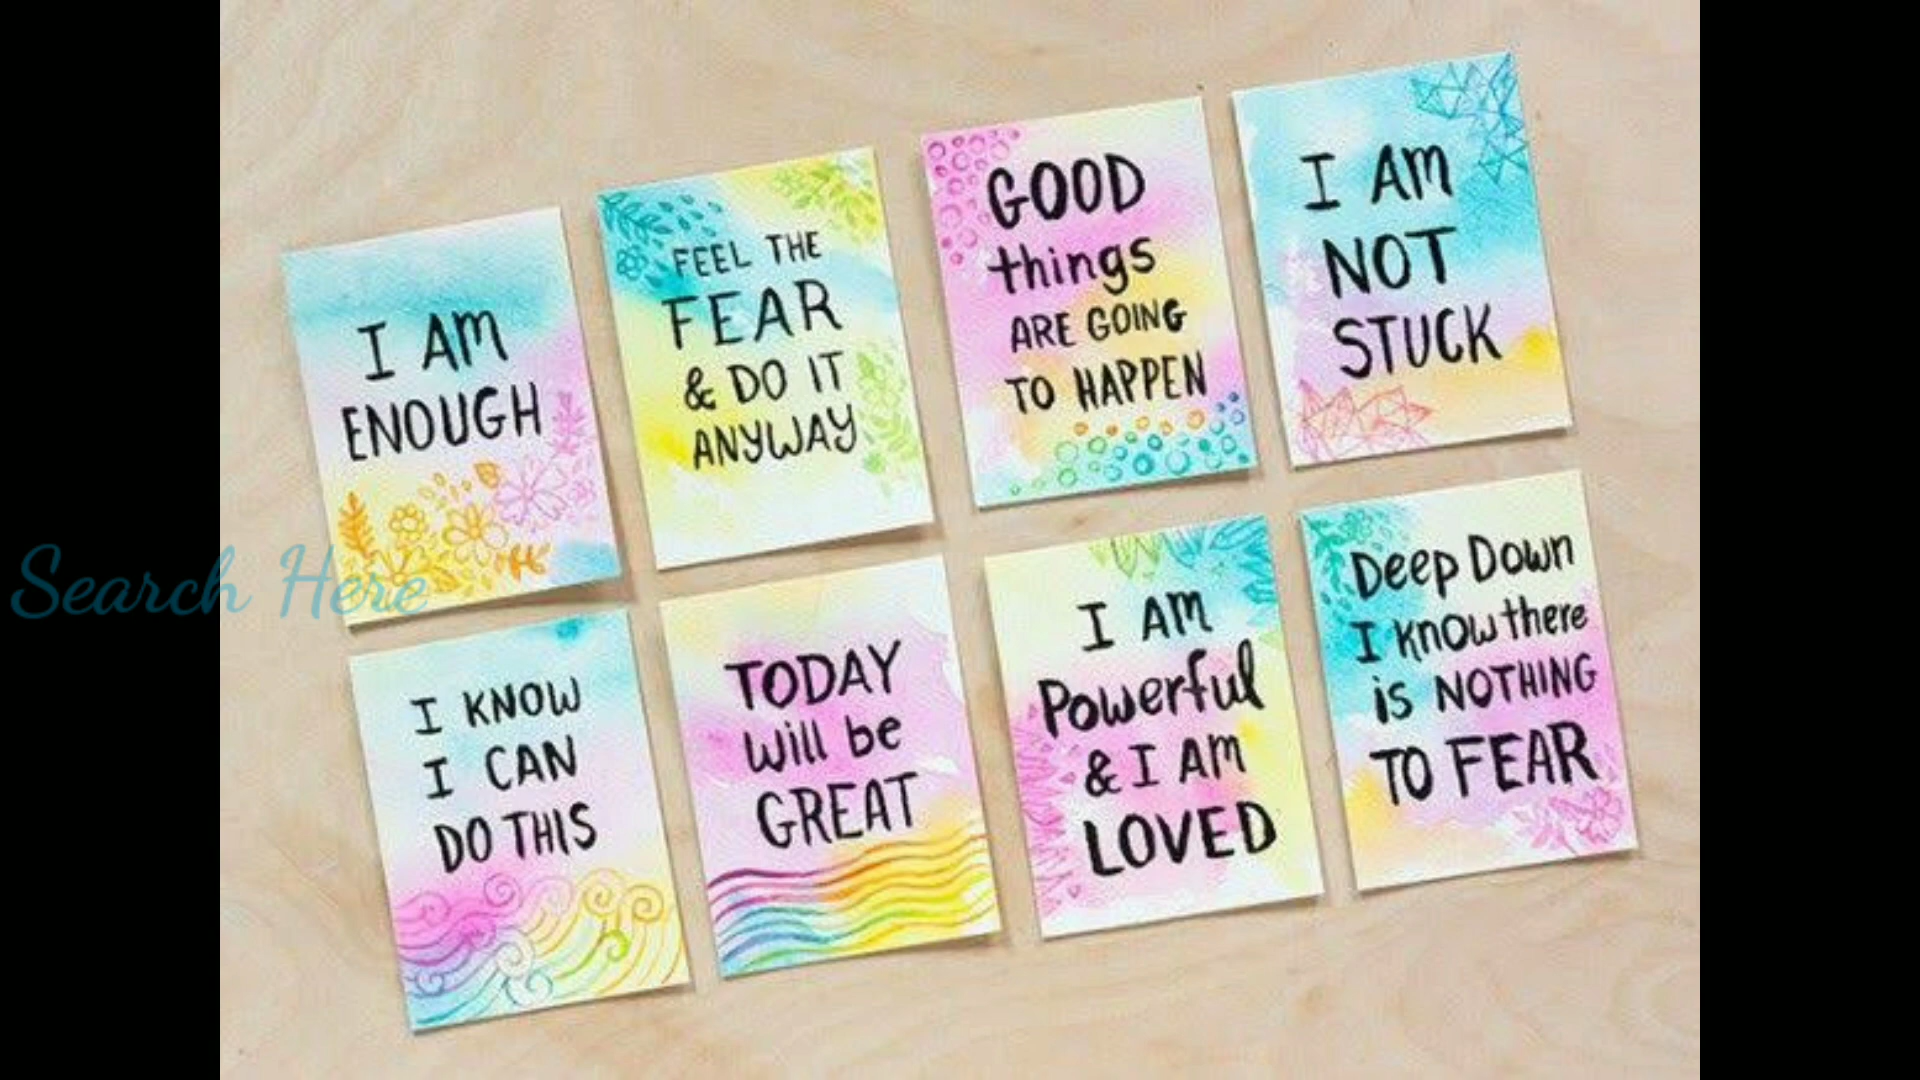 I AM
ENOUGH
FEEL THE
FEAR
& DO IT
ANYWAY
GOOD
things
ARE GOING
TO HAPPEN
I AM
NOT
STUCK
Search Here
I KNOW
I CAN
DO THIS
TODAY
will be
GREAT
I AM
Powerful
& I AM
LOVED
Deep Down
I know there
is NOTHING
TO FEAR